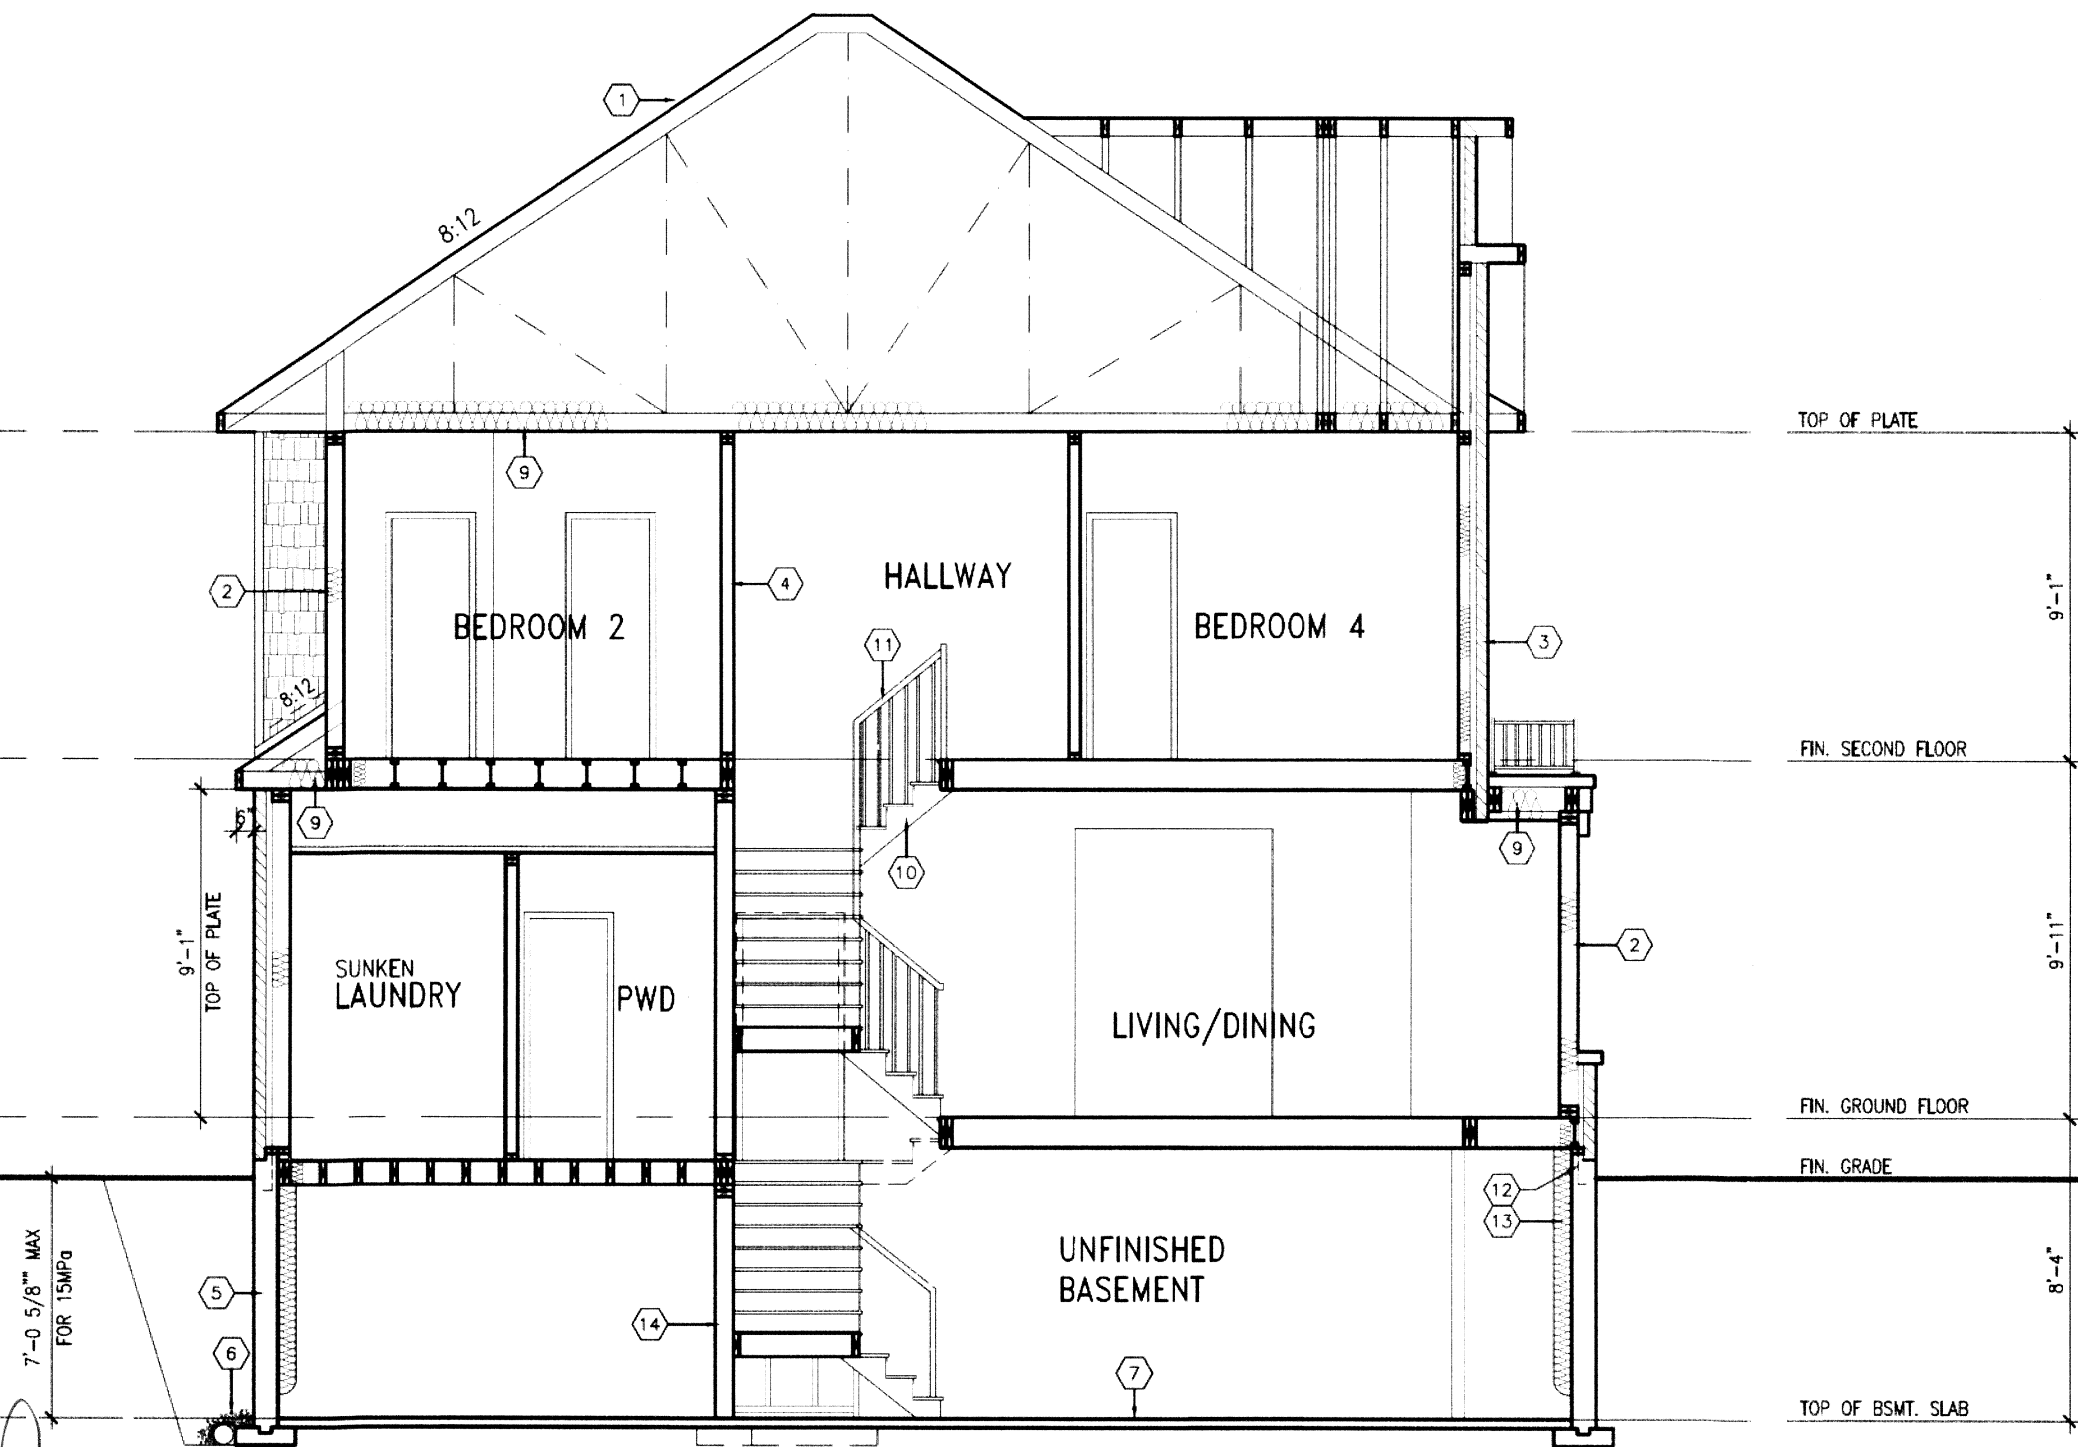 1
8:12
TOP OF PLATE
9
2
4
HALLWAY
BEDROOM 2
BEDROOM 4
11
3
9'-1"
8:12
FIN. SECOND FLOOR
6"
9
10
9
9'-1"
TOP OF PLATE
SUNKEN
LAUNDRY
PWD
LIVING/DINING
2
9'-11"
FIN. GROUND FLOOR
FIN. GRADE
12
13
7'-0 5/8"" MAX
FOR 15MPa
5
6
14
UNFINISHED
BASEMENT
7
8'-4"
TOP OF BSMT. SLAB